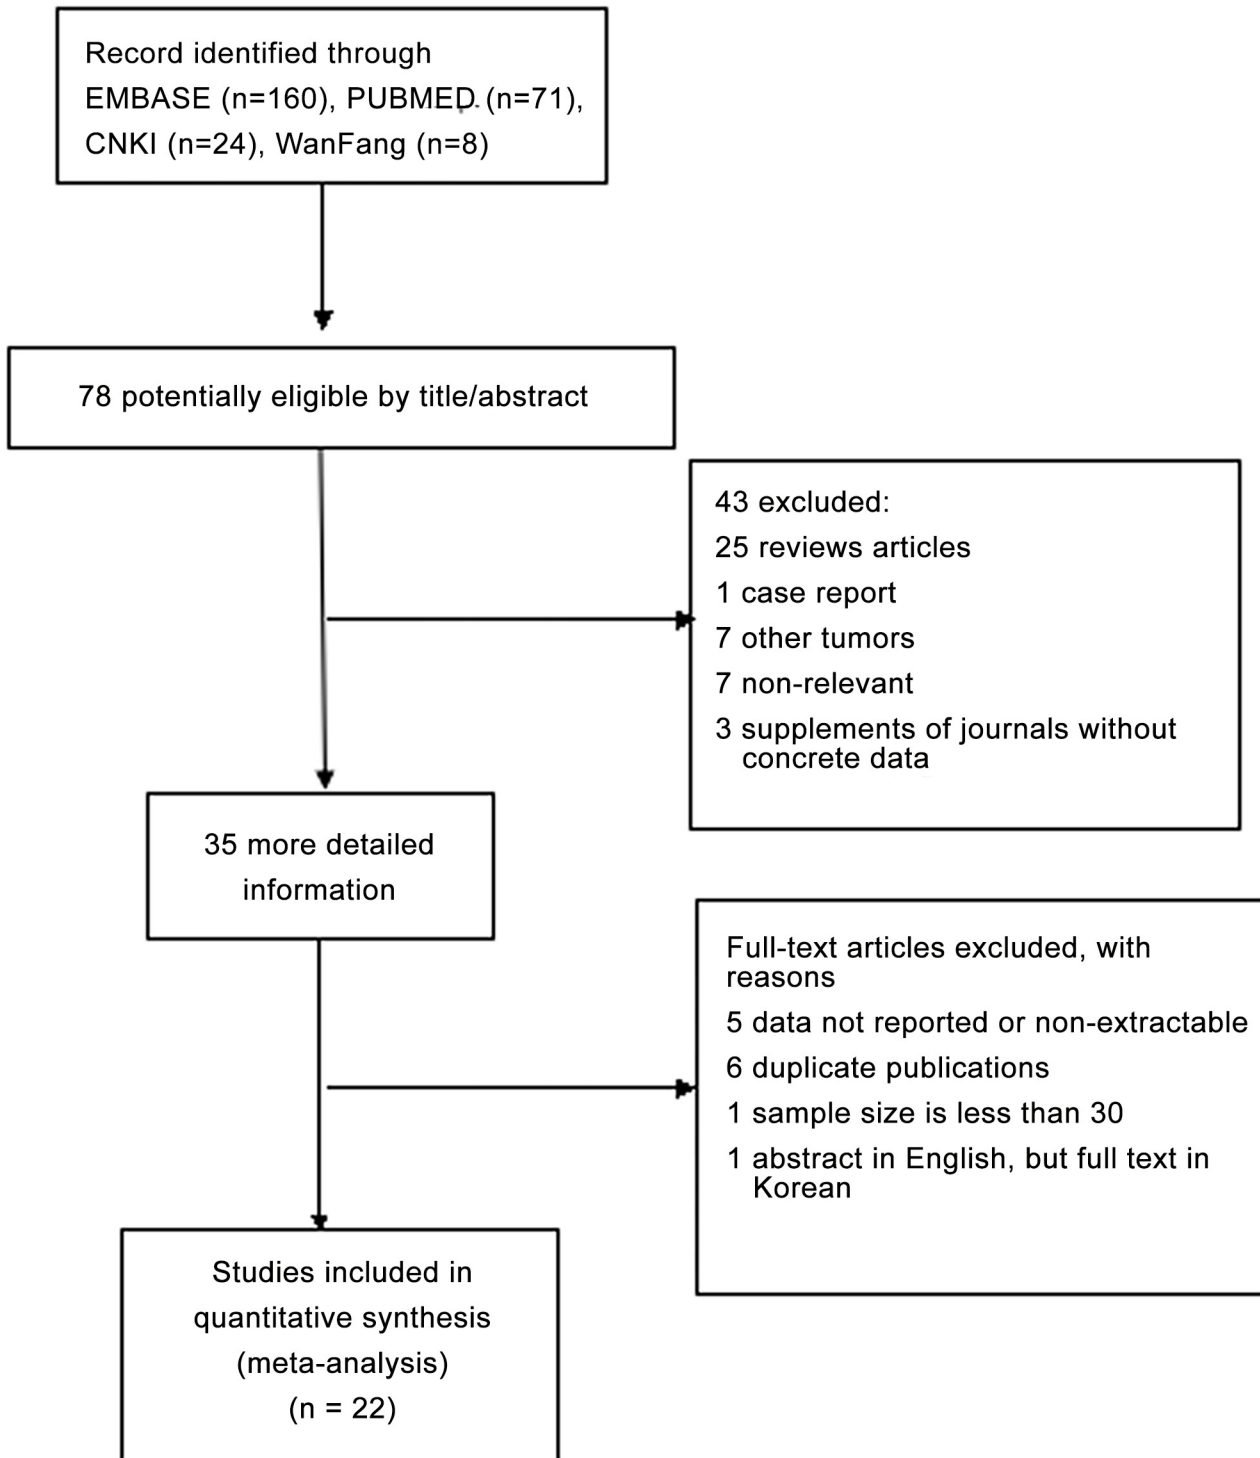 Record identified through
EMBASE (n=160), PUBMED (n=71),
CNKI (n=24), WanFang (n=8)
78 potentially eligible by title/abstract
43 excluded:
25 reviews articles
1 case report
7 other tumors
7 non-relevant
3 supplements of journals without
concrete data
35 more detailed
information
Full-text articles excluded, with
reasons
5 data not reported or non-extractable
6 duplicate publications
1 sample size is less than 30
1 abstract in English, but full text in
Korean
Studies included in
quantitative synthesis
(meta-analysis)
(n = 22)